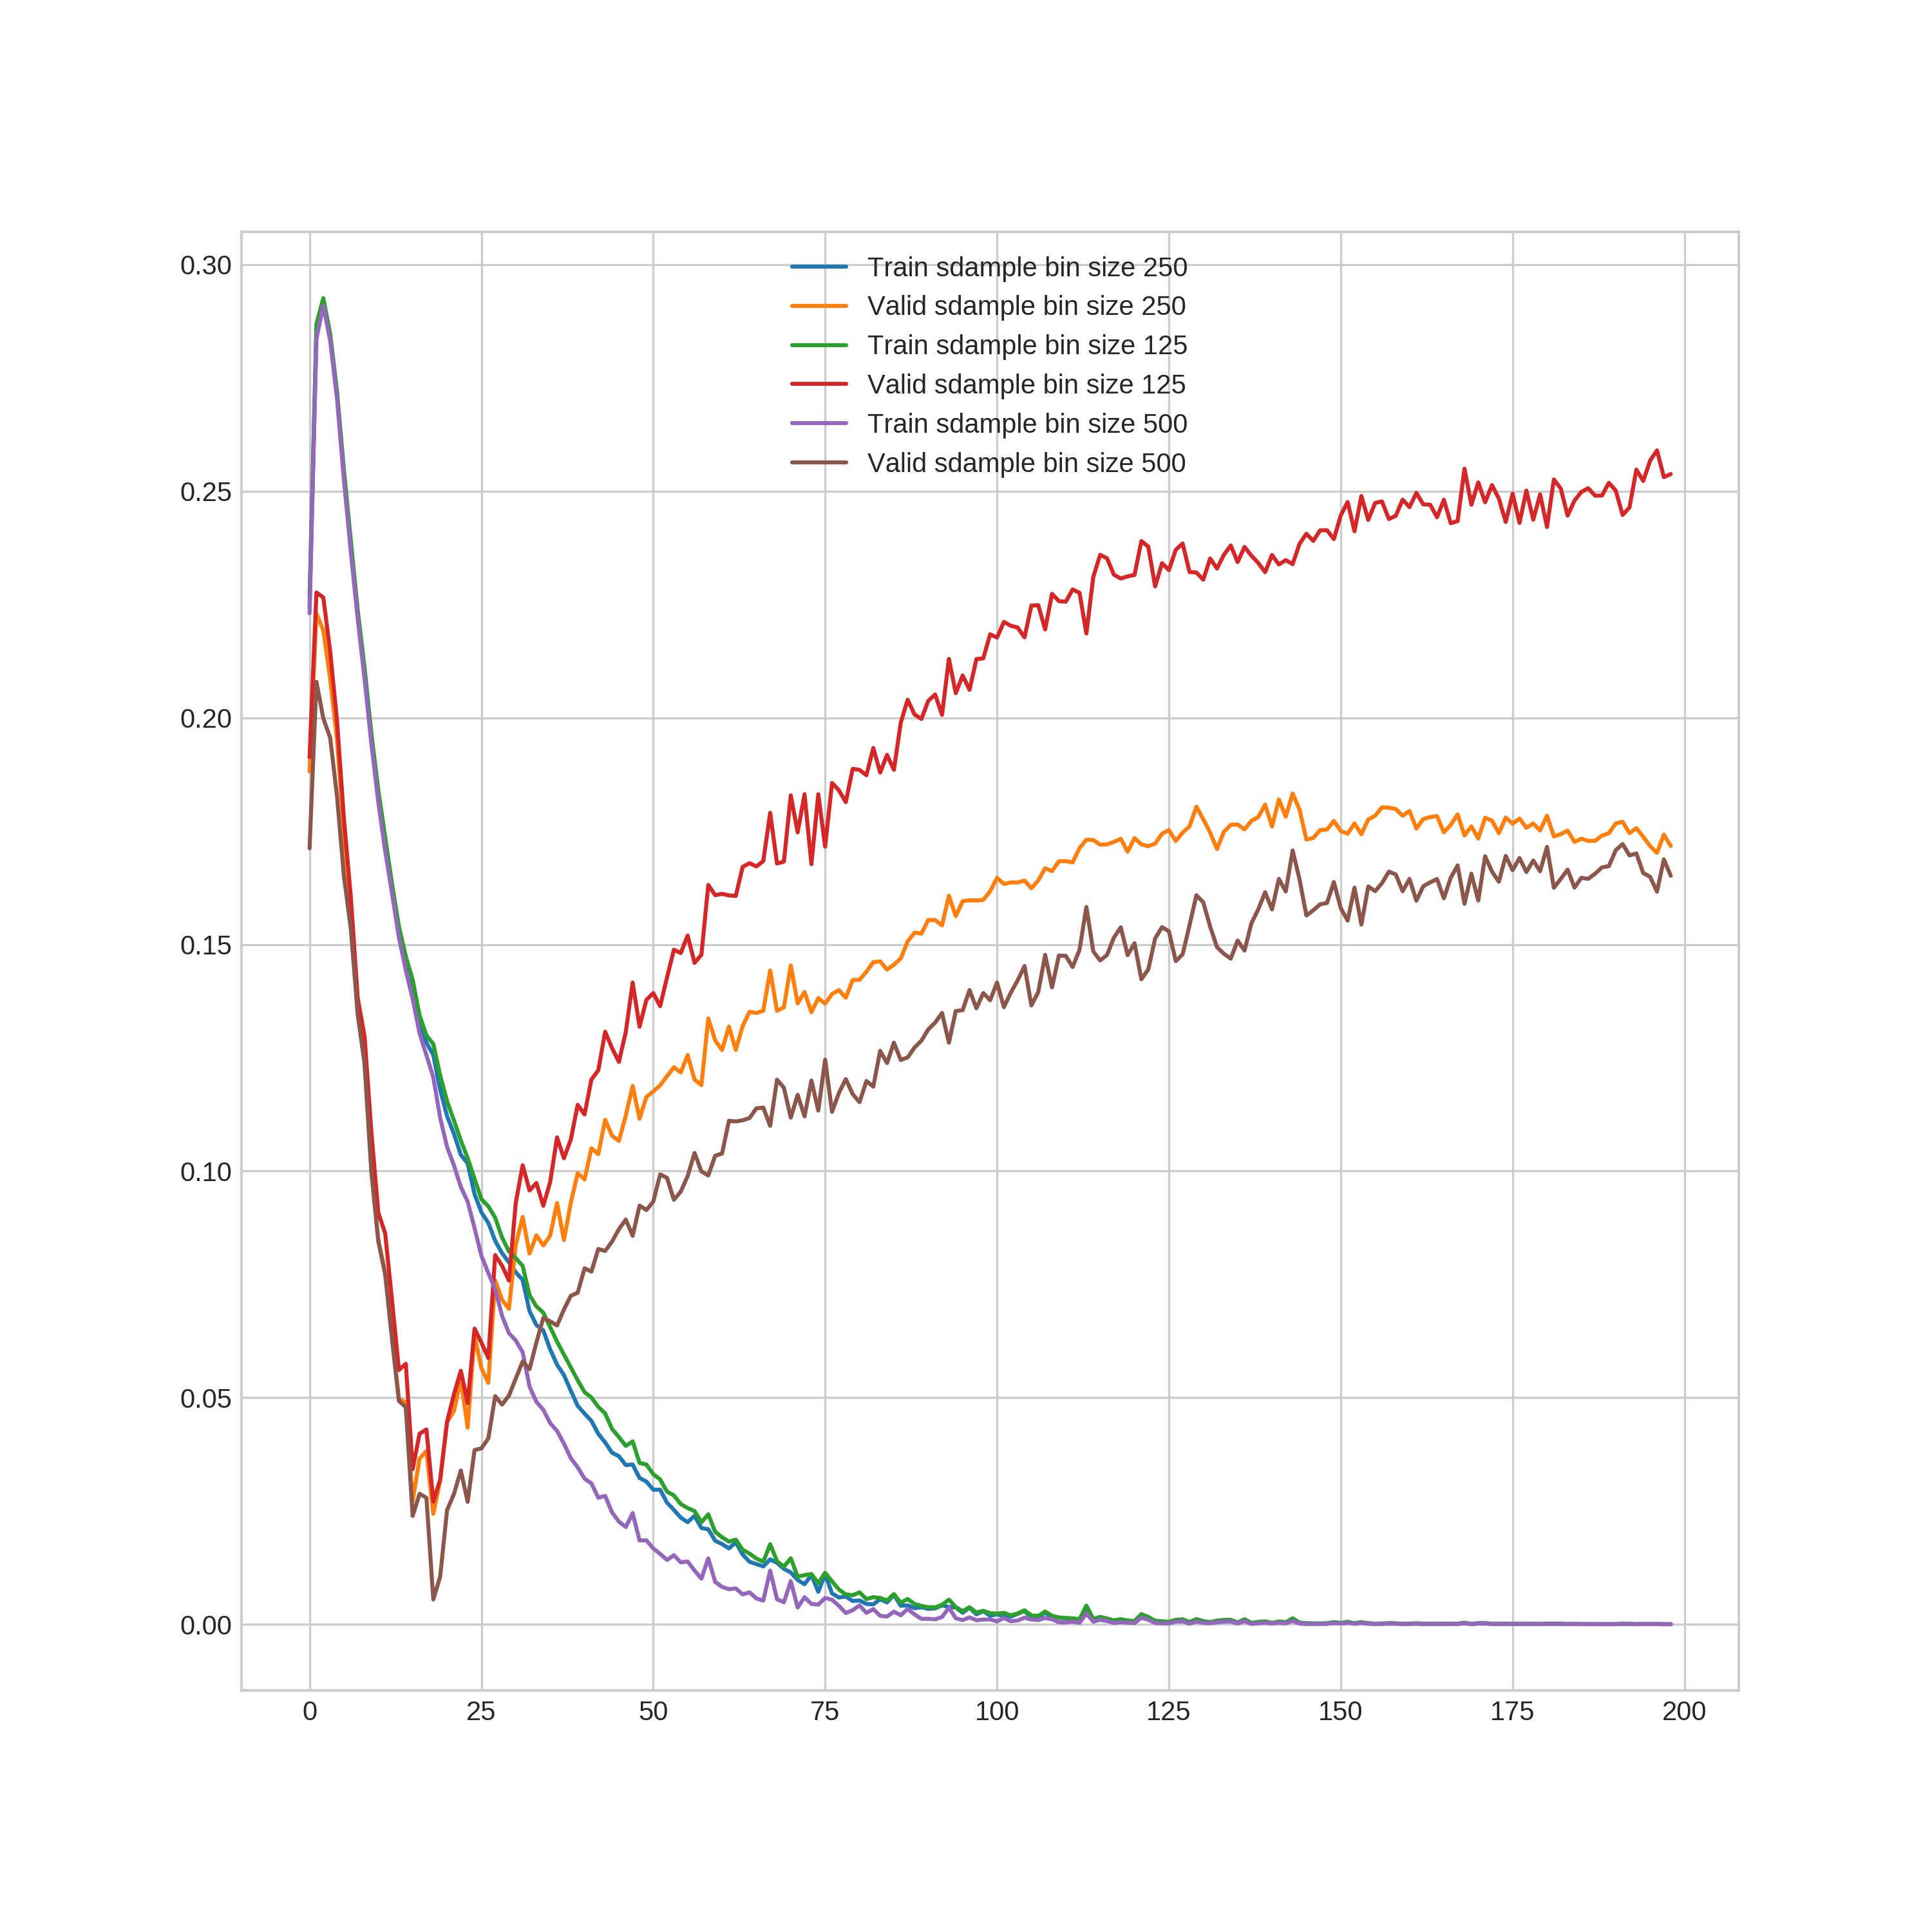 0.30
0.25
0.20
0.15
0.10
0.05
0.00
Train sdample bin size 250
Valid sdample bin size 250
Train sdample bin size 125
Valid sdample bin size 125
Train sdample bin size 500
Valid sdample bin size 500
0 25 50 75 100 125 150 175 200